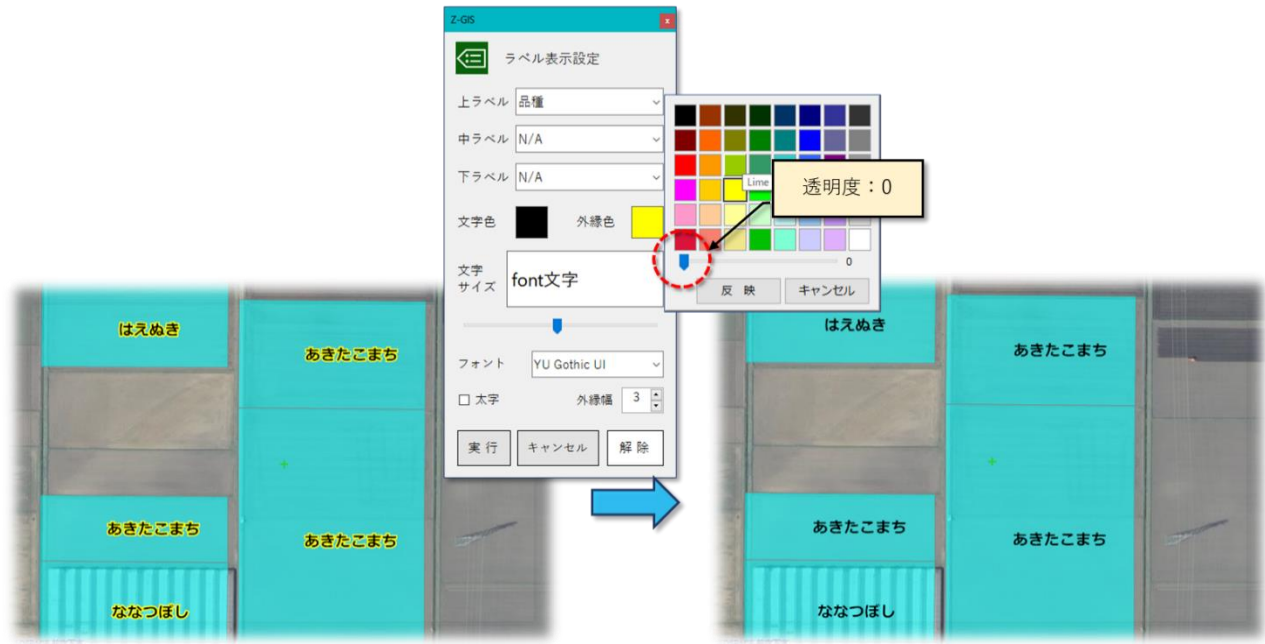 Z-GIS
x
ラベル表示設定
上ラベル 品種
中ラベル N/A
下ラベル N/A
文字色 外縁色
文字
サイズ
font文字
フォント YU Gothic UI
太字 外縁幅 3
実行 キャンセル 解除
Lime
透明度：0
0
反映 キャンセル
はえぬき
あきたこまち
あきたこまち
あきたこまち
ななつぼし
はえぬき
あきたこまち
あきたこまち
あきたこまち
ななつぼし